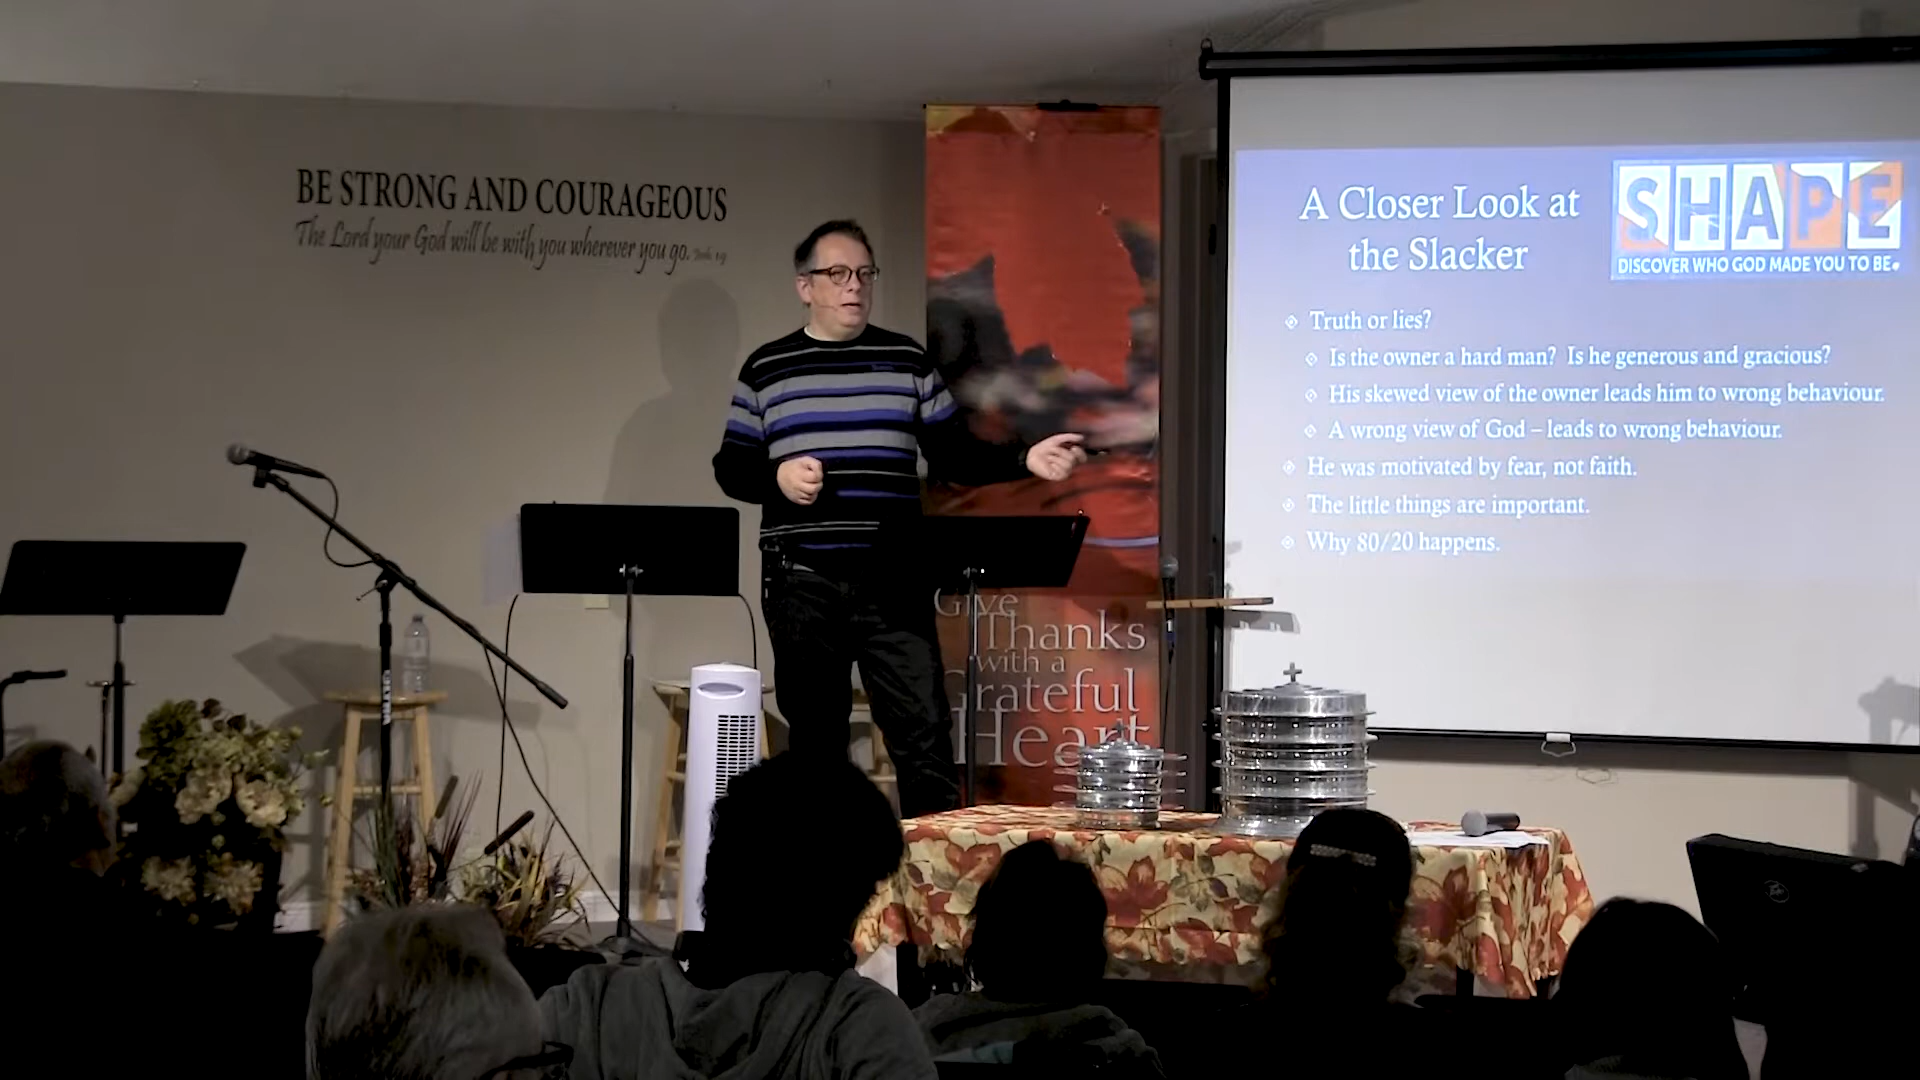 BE STRONG AND COURAGEOUS
The Lord your God will be with you wherever you go.
Give
Thanks
with a
Grateful
Heart
A Closer Look at
the Slacker
SHAPE
DISCOVER WHO GOD MADE YOU TO BE.
Truth or lies?
Is the owner a hard man? Is he generous and gracious?
His skewed view of the owner leads him to wrong behaviour.
A wrong view of God – leads to wrong behaviour.
He was motivated by fear, not faith.
The little things are important.
Why 80/20 happens.